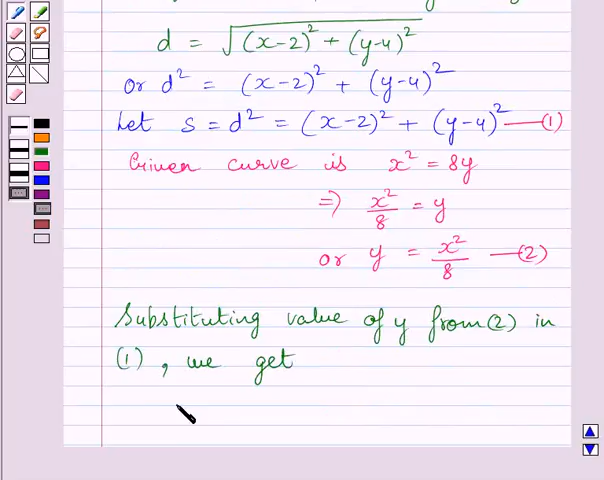 d = √(x-2)² + (y-4)²
or d² = (x-2)² + (y-4)²
Let s = d² = (x-2)² + (y-4)² —(1)
Given curve is x² = 8y
⇒ x²/8 = y
or y = x²/8 —(2)
Substituting value of y from (2) in
(1), we get